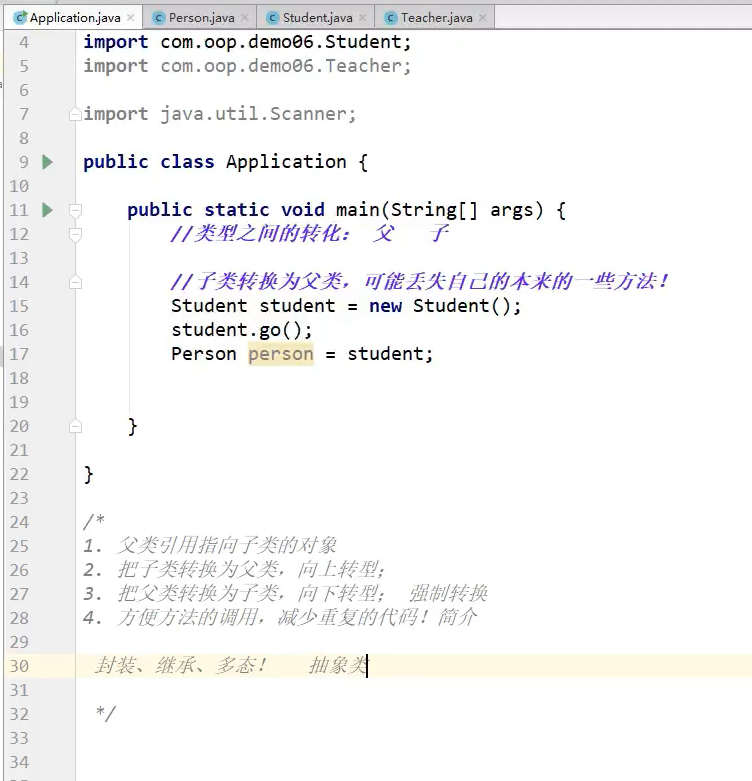 Application.java × Person.java × Student.java × Teacher.java ×
4 import com.oop.demo06.Student;
5 import com.oop.demo06.Teacher;
6
7 import java.util.Scanner;
8
9 public class Application {
10
11 public static void main(String[] args) {
12 //类型之间的转化： 父 子
13
14 //子类转换为父类，可能丢失自己的本来的一些方法！
15 Student student = new Student();
16 student.go();
17 Person person = student;
18
19
20 }
21
22 }
23
24 /*
25 1. 父类引用指向子类的对象
26 2. 把子类转换为父类，向上转型；
27 3. 把父类转换为子类，向下转型； 强制转换
28 4. 方便方法的调用，减少重复的代码！简介
29
30 封装、继承、多态！ 抽象类
31
32 */
33
34